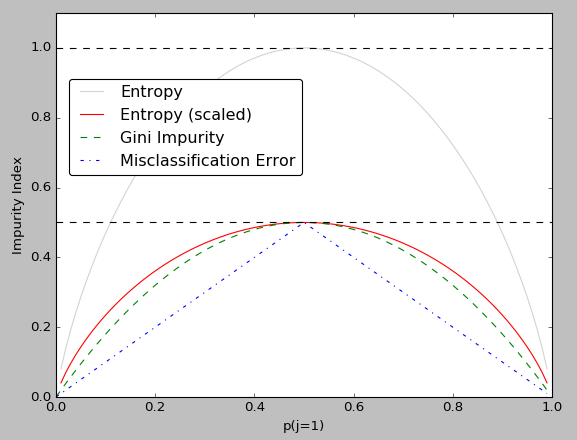 1.0
0.8
0.6
0.4
0.2
0.0
Impurity Index
Entropy
Entropy (scaled)
Gini Impurity
Misclassification Error
0.0 0.2 0.4 0.6 0.8 1.0
p(j=1)